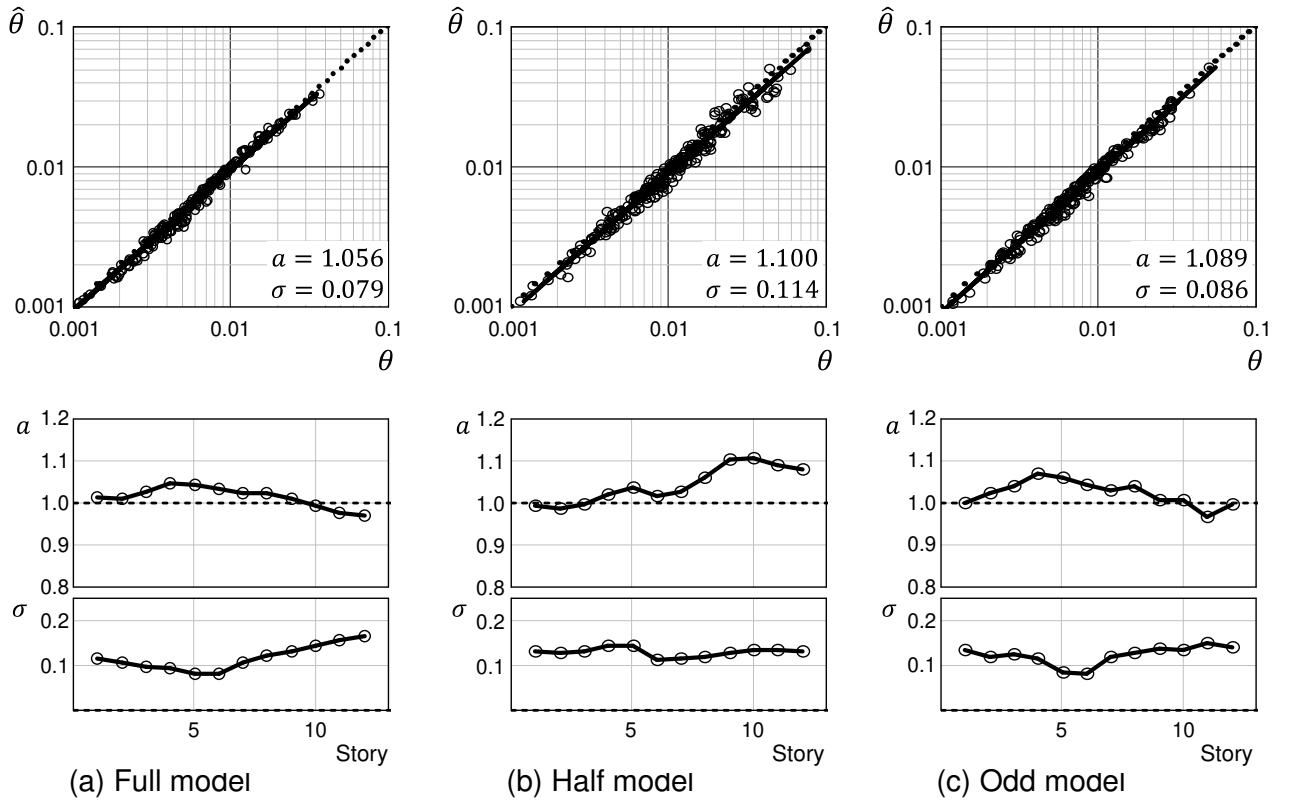 θ̂
0.1
0.01
0.001
a = 1.056
σ = 0.079
0.001
0.01
0.1
θ
a
1.2
1.1
1.0
0.9
0.8
σ
0.2
0.1
5
10
Story
(a) Full model
θ̂
0.1
0.01
0.001
a = 1.100
σ = 0.114
0.001
0.01
0.1
θ
a
1.2
1.1
1.0
0.9
0.8
σ
0.2
0.1
5
10
Story
(b) Half model
θ̂
0.1
0.01
0.001
a = 1.089
σ = 0.086
0.001
0.01
0.1
θ
a
1.2
1.1
1.0
0.9
0.8
σ
0.2
0.1
5
10
Story
(c) Odd model